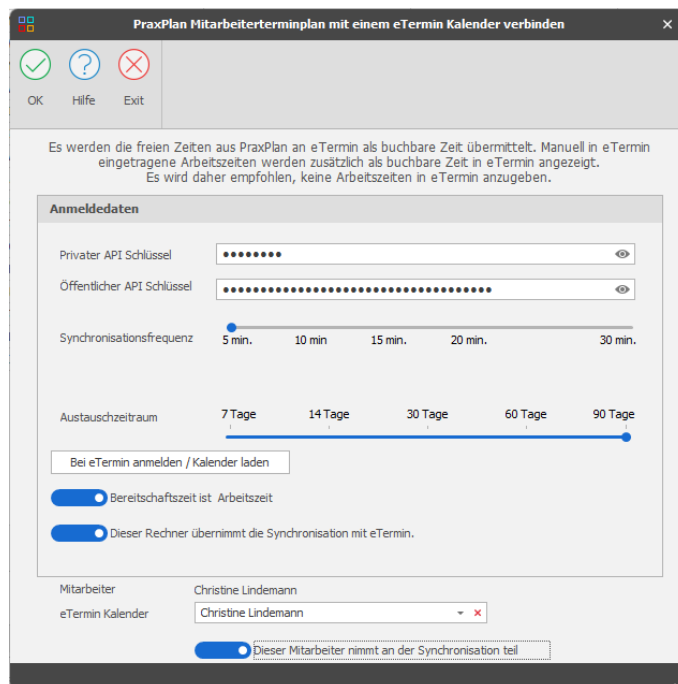 PraxPlan Mitarbeiterterminplan mit einem eTermin Kalender verbinden
OK Hilfe Exit
Es werden die freien Zeiten aus PraxPlan an eTermin als buchbare Zeit übermittelt. Manuell in eTermin
eingetragene Arbeitszeiten werden zusätzlich als buchbare Zeit in eTermin angezeigt.
Es wird daher empfohlen, keine Arbeitszeiten in eTermin anzugeben.
Anmeldedaten
Privater API Schlüssel
Öffentlicher API Schlüssel
Synchronisationsfrequenz
5 min. 10 min 15 min. 20 min. 30 min.
Austauschzeitraum 7 Tage 14 Tage 30 Tage 60 Tage 90 Tage
Bei eTermin anmelden / Kalender laden
Bereitschaftszeit ist Arbeitszeit
Dieser Rechner übernimmt die Synchronisation mit eTermin.
Mitarbeiter Christine Lindemann
eTermin Kalender Christine Lindemann
Dieser Mitarbeiter nimmt an der Synchronisation teil